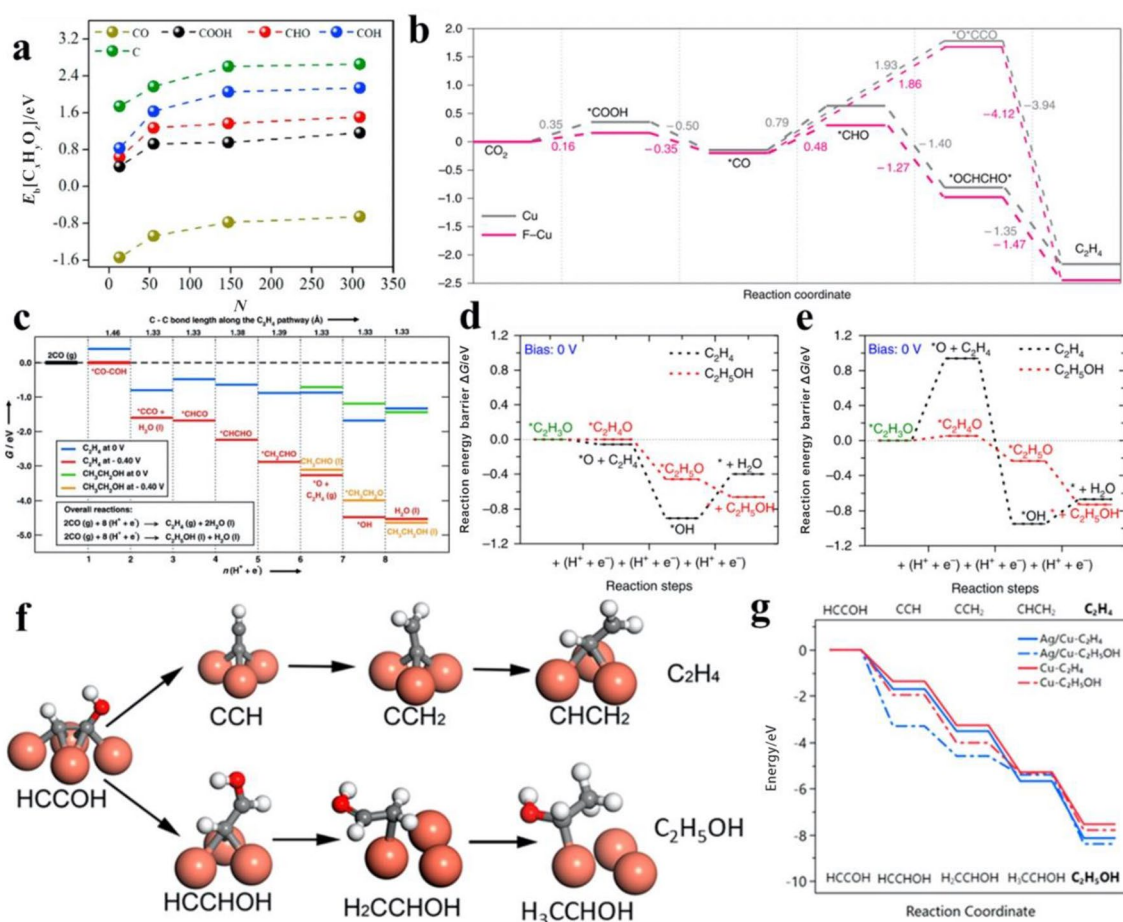 a
CO COOH CHO COH
C
3.2
2.4
1.6
0.8
0.0
-0.8
-1.6
E_b[C_xH_yO_z]/eV
0 50 100 150 200 250 300 350
N
b
2.0
1.5
1.0
0.5
0
-0.5
-1.0
-1.5
-2.0
-2.5
CO₂
0.35
0.16
*COOH
-0.50
-0.35
*CO
0.79
0.48
*CHO
1.93
1.86
*O*CCO
-1.40
-1.27
*OCHCHO*
-3.94
-4.12
-1.35
-1.47
C₂H₄
Cu
F–Cu
Reaction coordinate
c
C - C bond length along the C₂H₄ pathway (Å)
1.46 1.33 1.33 1.38 1.39 1.33 1.33 1.33
G / eV
0.0
-1.0
-2.0
-3.0
-4.0
-5.0
2CO (g)
*CO-COH
*CCO +
H₂O (l)
*CHCO
*CHCHO
*CH₂CHO
CH₃CHO (l)
*O +
C₂H₄ (g)
*CH₃CH₂O
*OH
H₂O (l)
CH₃CH₂OH (l)
C₂H₄ at 0 V
C₂H₄ at - 0.40 V
CH₃CH₂OH at 0 V
CH₃CH₂OH at - 0.40 V
Overall reactions:
2CO (g) + 8 (H⁺ + e⁻) → C₂H₄ (g) + 2H₂O (l)
2CO (g) + 8 (H⁺ + e⁻) → C₂H₅OH (l) + H₂O (l)
1 2 3 4 5 6 7 8
n (H⁺ + e⁻)
d
Reaction energy barrier ΔG/eV
1.2
0.8
0.4
0.0
−0.4
−0.8
−1.2
Bias: 0 V
C₂H₄
C₂H₅OH
*C₂H₃O
*C₂H₄O
*O + C₂H₄
*C₂H₅O
* + H₂O
*OH
* + C₂H₅OH
+ (H⁺ + e⁻) + (H⁺ + e⁻) + (H⁺ + e⁻)
Reaction steps
e
Reaction energy barrier ΔG/eV
1.2
0.8
0.4
0.0
−0.4
−0.8
−1.2
Bias: 0 V
*O + C₂H₄
C₂H₄
C₂H₅OH
*C₂H₃O
*C₂H₄O
*C₂H₅O
* + H₂O
*OH
* + C₂H₅OH
+ (H⁺ + e⁻) + (H⁺ + e⁻) + (H⁺ + e⁻)
Reaction steps
f
HCCOH
CCH
CCH₂
CHCH₂
C₂H₄
HCCHOH
H₂CCHOH
H₃CCHOH
C₂H₅OH
g
HCCOH CCH CCH₂ CHCH₂ C₂H₄
Ag/Cu-C₂H₄
Ag/Cu-C₂H₅OH
Cu-C₂H₄
Cu-C₂H₅OH
Energy/eV
0
-2
-4
-6
-8
-10
HCCOH HCCHOH H₂CCHOH H₃CCHOH C₂H₅OH
Reaction Coordinate